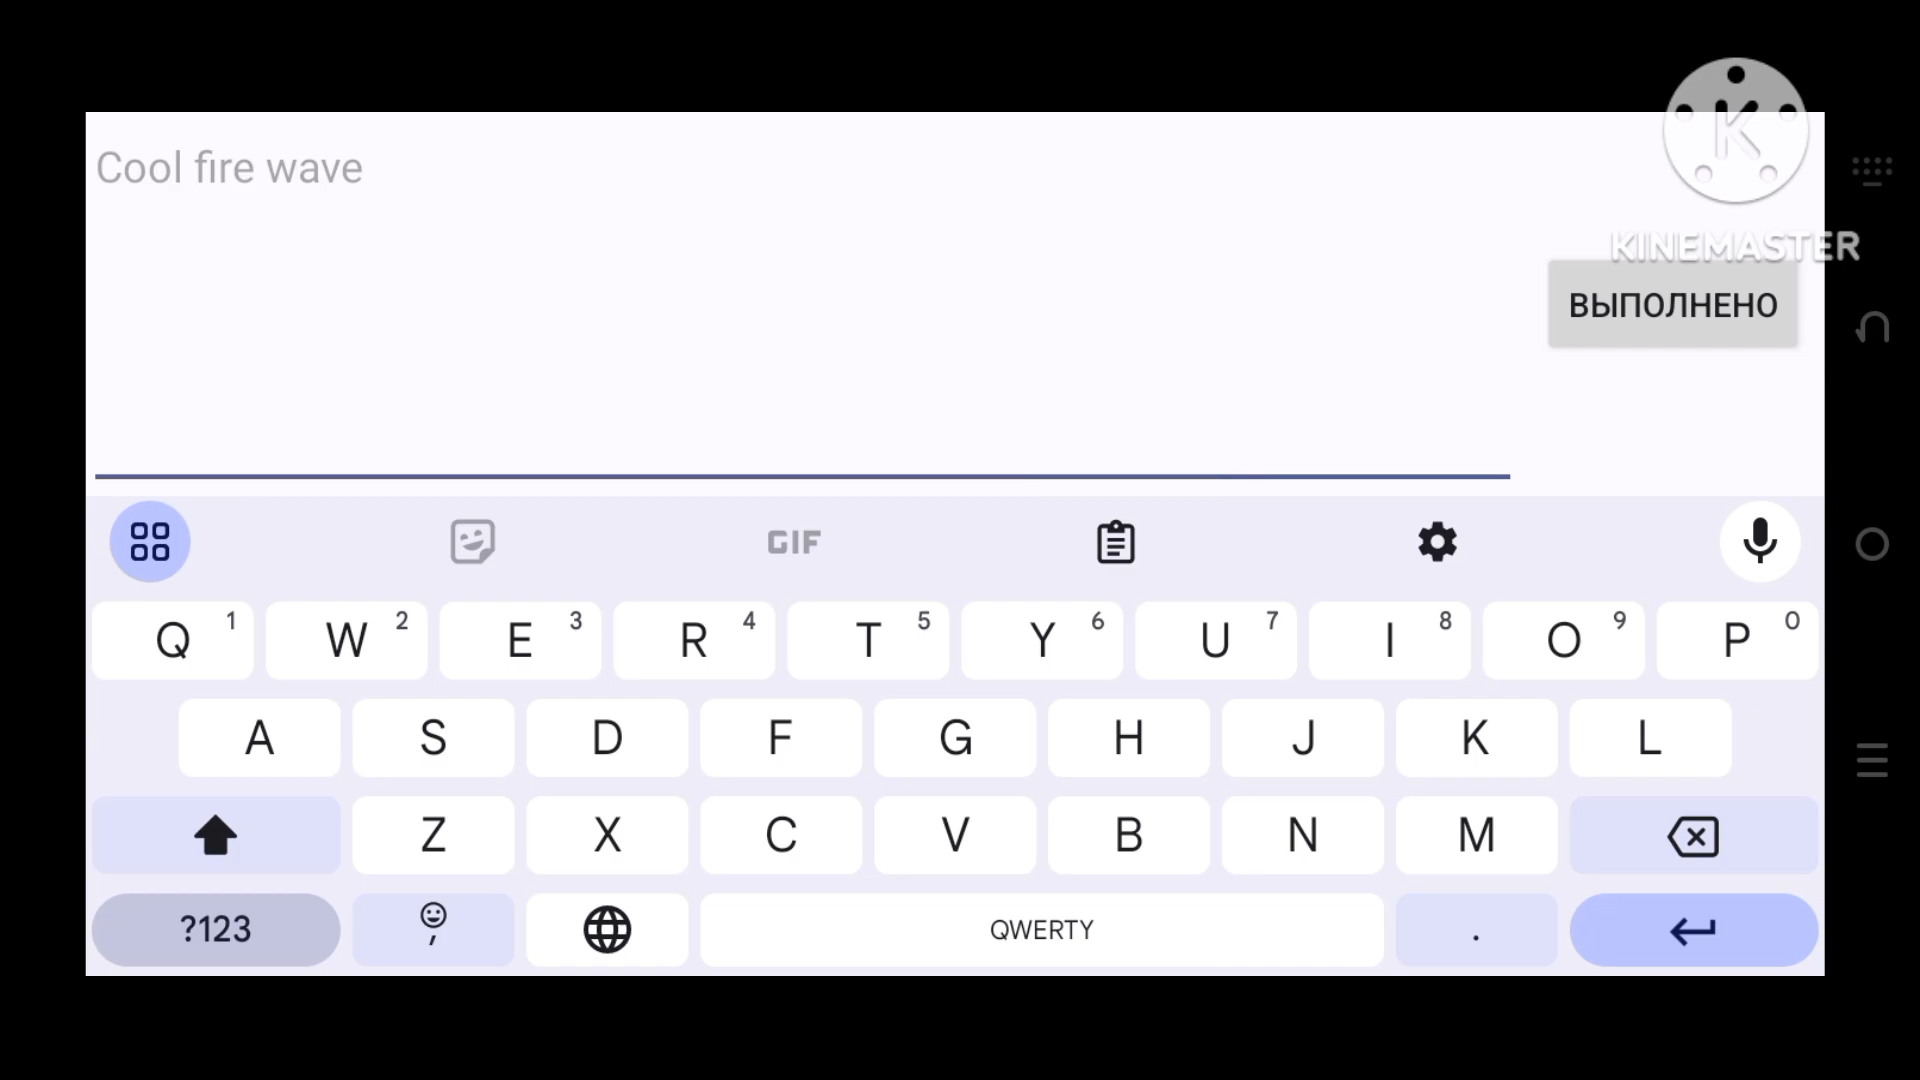 Cool fire wave
K
KINEMASTER
ВЫПОЛНЕНО
GIF
Q 1 W 2 E 3 R 4 T 5 Y 6 U 7 I 8 O 9 P 0
A S D F G H J K L
Z X C V B N M
?123 , QWERTY .